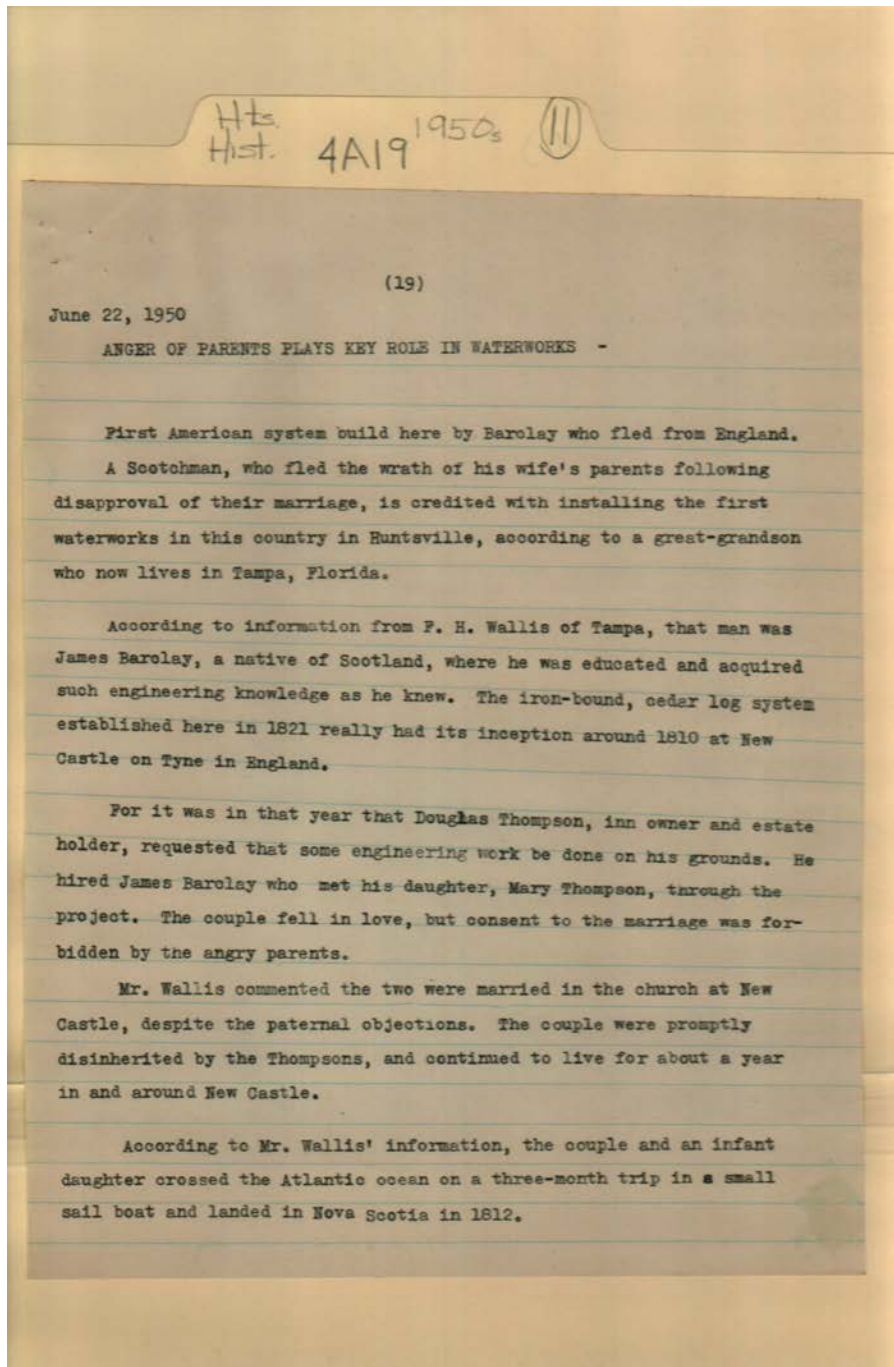 Hts.
Hist. 4A19 1950s 11
(19)
June 22, 1950
ANGER OF PARENTS PLAYS KEY ROLE IN WATERWORKS -
First American system build here by Barclay who fled from England.
A Scotchman, who fled the wrath of his wife's parents following
disapproval of their marriage, is credited with installing the first
waterworks in this country in Huntsville, according to a great-grandson
who now lives in Tampa, Florida.
According to information from F. H. Wallis of Tampa, that man was
James Barclay, a native of Scotland, where he was educated and acquired
such engineering knowledge as he knew. The iron-bound, cedar log system
established here in 1821 really had its inception around 1810 at New
Castle on Tyne in England.
For it was in that year that Douglas Thompson, inn owner and estate
holder, requested that some engineering work be done on his grounds. He
hired James Barclay who met his daughter, Mary Thompson, through the
project. The couple fell in love, but consent to the marriage was for-
bidden by the angry parents.
Mr. Wallis commented the two were married in the church at New
Castle, despite the paternal objections. The couple were promptly
disinherited by the Thompsons, and continued to live for about a year
in and around New Castle.
According to Mr. Wallis' information, the couple and an infant
daughter crossed the Atlantic ocean on a three-month trip in a small
sail boat and landed in Nova Scotia in 1812.